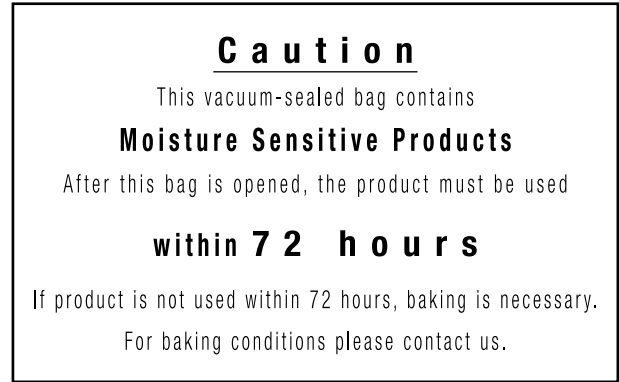 Caution
This vacuum-sealed bag contains
Moisture Sensitive Products
After this bag is opened, the product must be used
within 72 hours
If product is not used within 72 hours, baking is necessary.
For baking conditions please contact us.